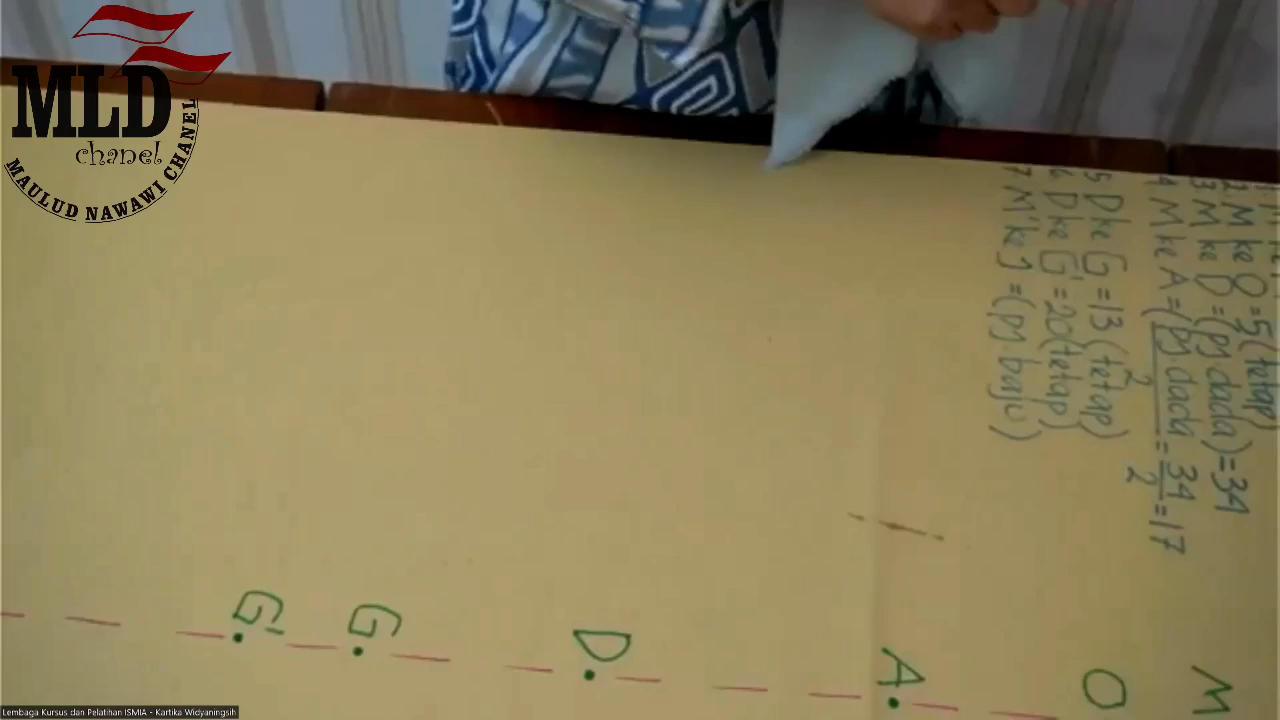 MLD
chanel
MAULUD NAWAWI CHANEL
2 M ke O = 5 (tetap)
3 M ke D = (pj dada) = 34
4 M ke A = (pj dada = 34 = 17
2 2
5 D ke G = 13 (tetap)
6 D ke G' = 20 (tetap)
7 M ke J = (pj baju)
G' G D A O M
Lembaga Kursus dan Pelatihan ISMIA - Kartika Widyaningsih